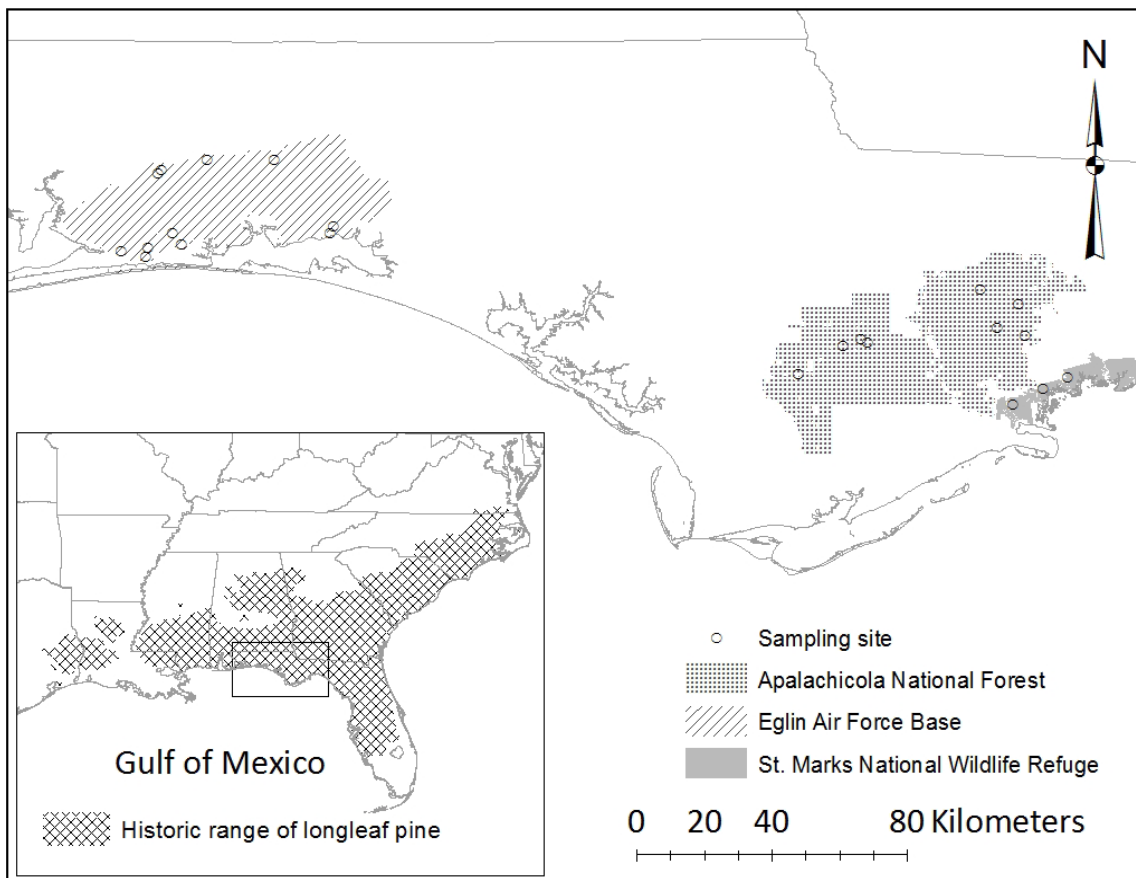 N
Sampling site
Apalachicola National Forest
Eglin Air Force Base
St. Marks National Wildlife Refuge
Gulf of Mexico
Historic range of longleaf pine
0 20 40 80 Kilometers